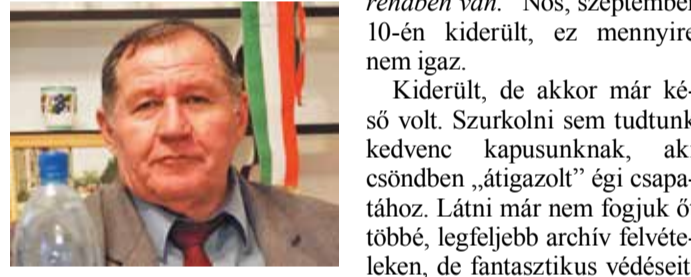 rendben van." Nos, szeptember
10-én kiderült, ez mennyire
nem igaz.
Kiderült, de akkor már ké-
ső volt. Szurkolni sem tudtunk
kedvenc kapusunknak, aki
csöndben „átigazolt” égi csapa-
tához. Látni már nem fogjuk őt
többé, legfeljebb archív felvéte-
leken, de fantasztikus védéseit